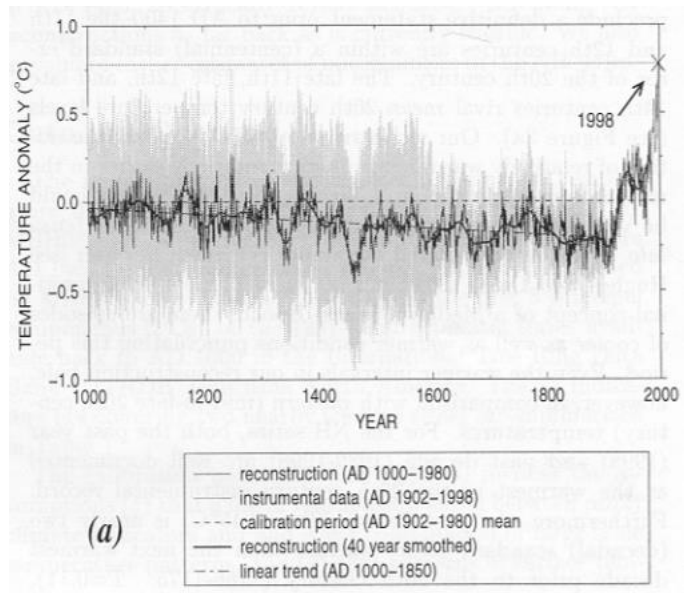 1.0
0.5
0.0
−0.5
−1.0
TEMPERATURE ANOMALY (°C)
1998
1000
1200
1400
1600
1800
2000
YEAR
(a)
reconstruction (AD 1000–1980)
instrumental data (AD 1902–1998)
calibration period (AD 1902–1980) mean
reconstruction (40 year smoothed)
linear trend (AD 1000–1850)